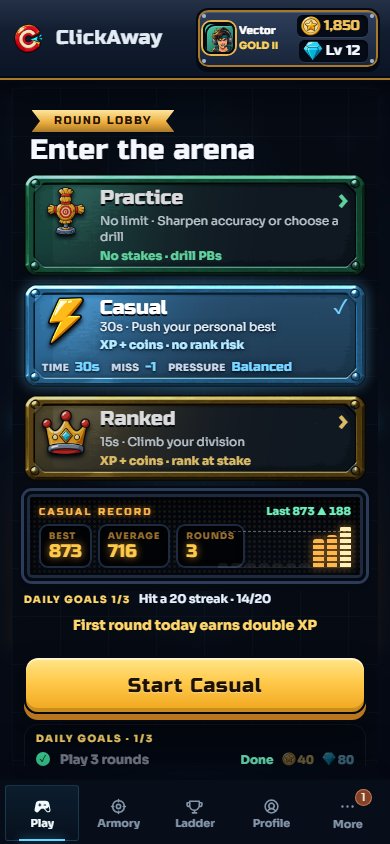 ClickAway
Vector
GOLD II
1,850
Lv 12
ROUND LOBBY
Enter the arena
Practice
No limit · Sharpen accuracy or choose a
drill
No stakes · drill PBs
Casual
30s · Push your personal best
XP + coins · no rank risk
TIME 30s MISS -1 PRESSURE Balanced
Ranked
15s · Climb your division
XP + coins · rank at stake
CASUAL RECORD
Last 873 ▲ 188
BEST
873
AVERAGE
716
ROUNDS
3
DAILY GOALS 1/3 Hit a 20 streak · 14/20
First round today earns double XP
Start Casual
DAILY GOALS · 1/3
Play 3 rounds Done 40 80
Play
Armory
Ladder
Profile
1
More